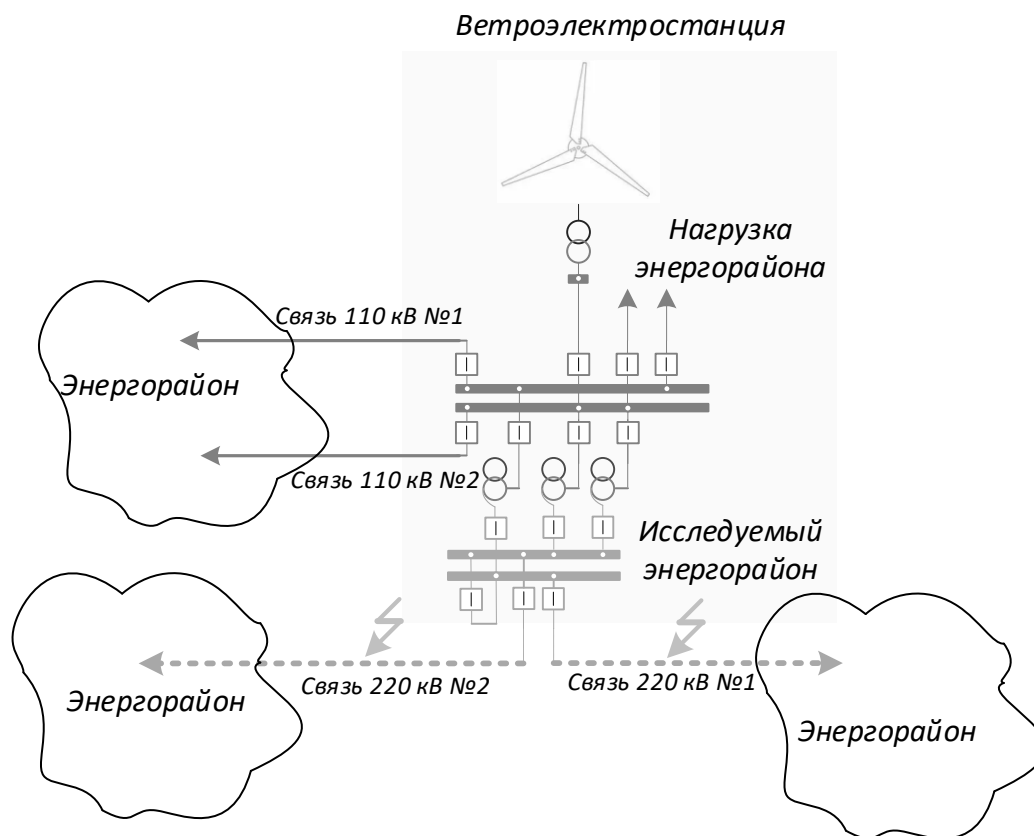 Ветроэлектростанция
Нагрузка
энергорайона
Связь 110 кВ №1
Энергорайон
Связь 110 кВ №2
Исследуемый
энергорайон
Связь 220 кВ №2
Связь 220 кВ №1
Энергорайон
Энергорайон